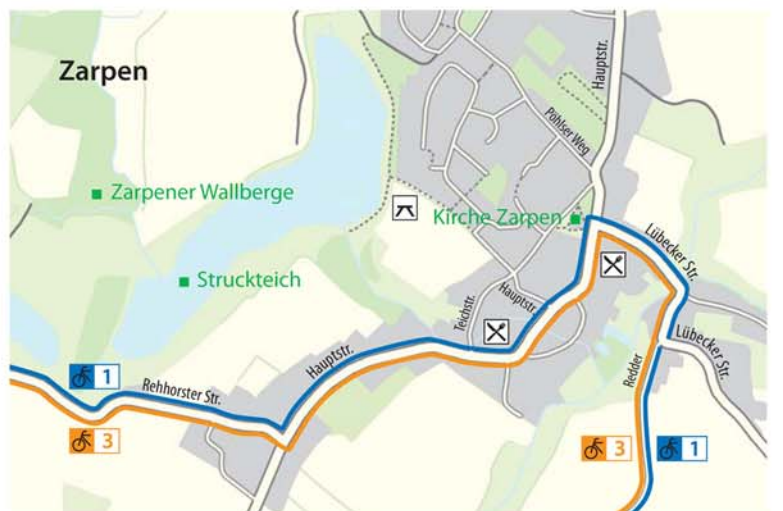 Zarpen
Hauptstr.
Pöhlser Weg
Zarpener Wallberge
Kirche Zarpen
Lübecker Str.
Struckteich
Teichstr.
Hauptstr.
Hauptstr.
Lübecker Str.
Redder
1
Rehhorster Str.
3
3
1